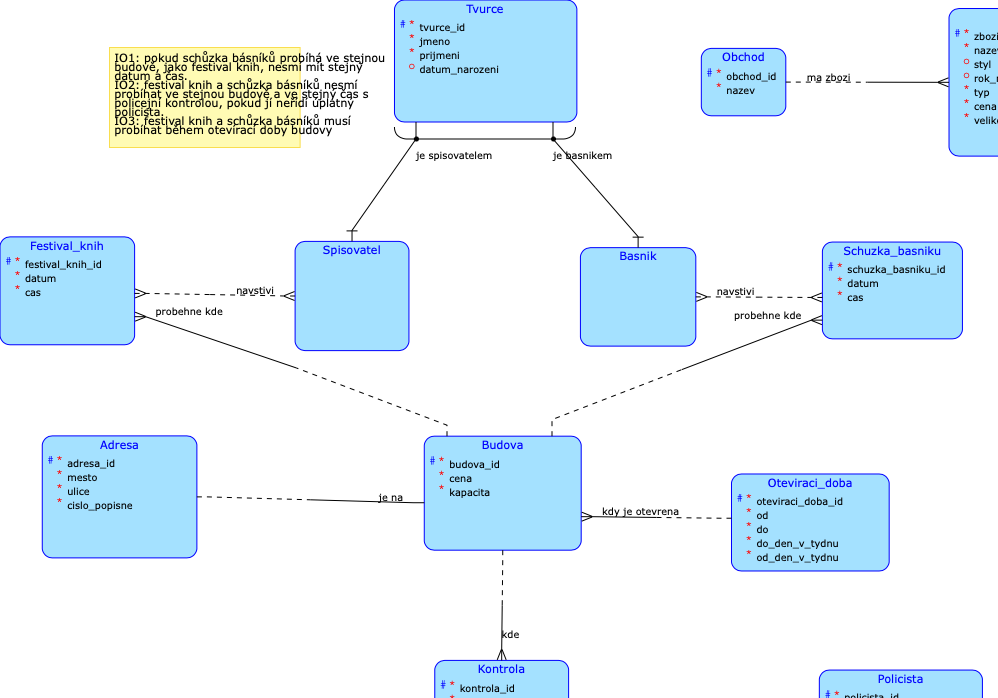 Tvurce
# * tvurce_id
* jmeno
* prijmeni
o datum_narozeni
IO1: pokud schůzka básníků probíhá ve stejnou
budově, jako festival knih, nesmí mít stejný
datum a čas.
IO2: festival knih a schůzka básníků nesmí
probíhat ve stejnou budově a ve stejný čas s
policejní kontrolou, pokud jí neřídí úplatný
policista.
IO3: festival knih a schůzka básníků musí
probíhat během otevírací doby budovy
Obchod
# * obchod_id
* nazev
ma zbozi
# *
*
o styl
o
* typ
* cena
*
je spisovatelem
je basnikem
Festival_knih
# * festival_knih_id
* datum
* cas
Spisovatel
Basnik
Schuzka_basniku
# * schuzka_basniku_id
* datum
* cas
navstivi
navstivi
probehne kde
probehne kde
Adresa
# * adresa_id
* mesto
* ulice
* cislo_popisne
je na
Budova
# * budova_id
* cena
* kapacita
kdy je otevrena
Oteviraci_doba
# * oteviraci_doba_id
* od
* do
* do_den_v_tydnu
* od_den_v_tydnu
kde
Kontrola
# * kontrola_id
*
Policista
# * policista_id